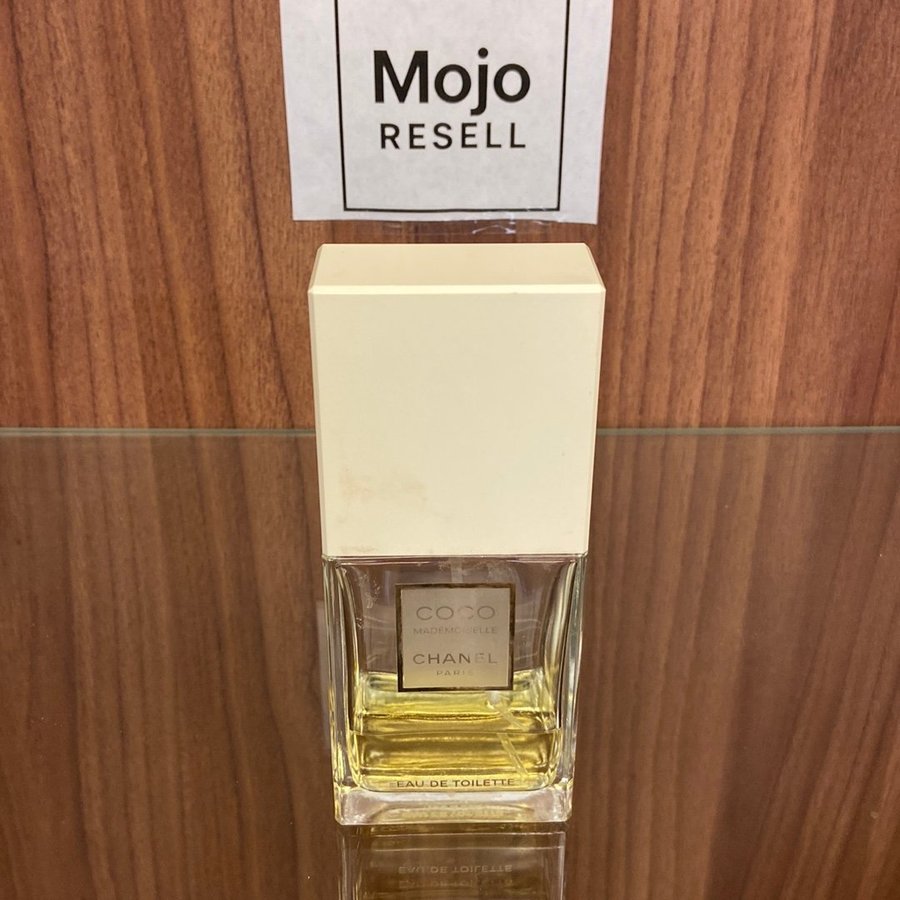 Mojo
RESELL
COCO
MADEMOISELLE
CHANEL
PARIS
EAU DE TOILETTE